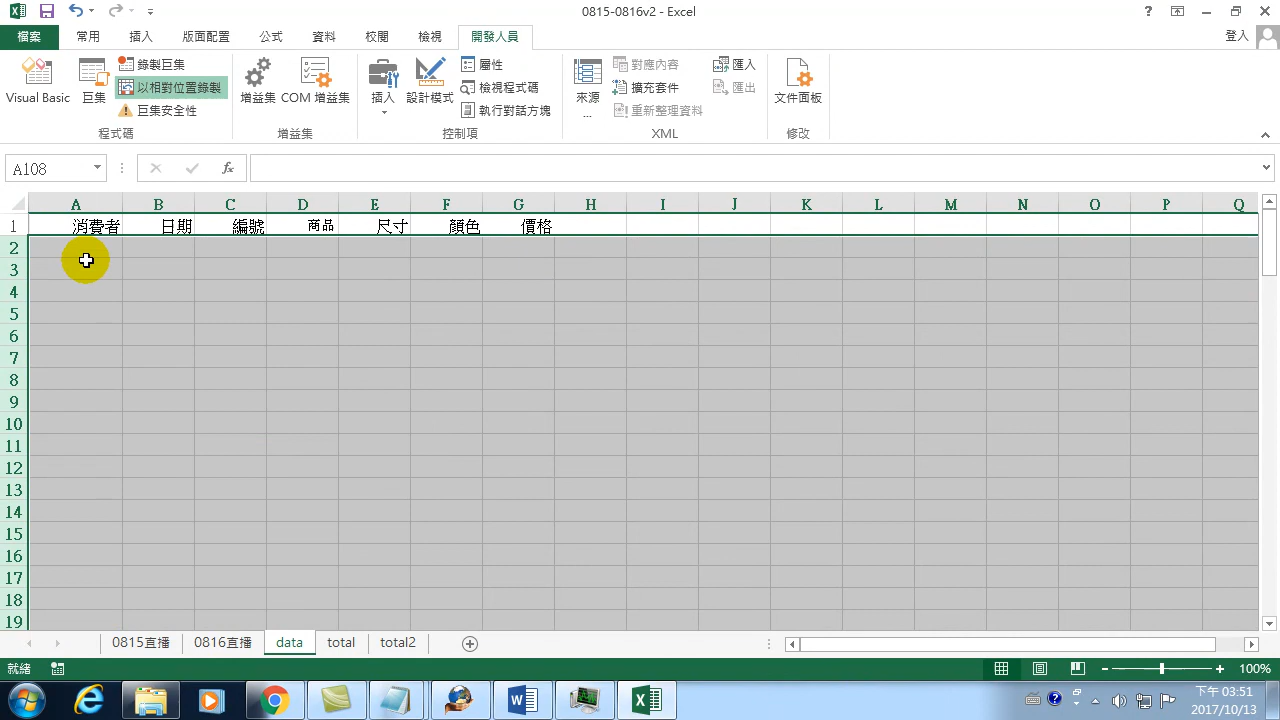 0815-0816v2 - Excel
檔案 常用 插入 版面配置 公式 資料 校閱 檢視 開發人員 登入
Visual Basic 巨集 錄製巨集 以相對位置錄製 巨集安全性 增益集 COM 增益集 插入 設計模式 屬性 檢視程式碼 執行對話方塊 來源 ... 對應內容 擴充套件 重新整理資料 匯入 匯出 文件面板
程式碼 增益集 控制項 XML 修改
A108 fx
A B C D E F G H I J K L M N O P Q
1 消費者 日期 編號 商品 尺寸 顏色 價格
2
3
4
5
6
7
8
9
10
11
12
13
14
15
16
17
18
19
0815直播 0816直播 data total total2
就緒 100%
下午 03:51
2017/10/13